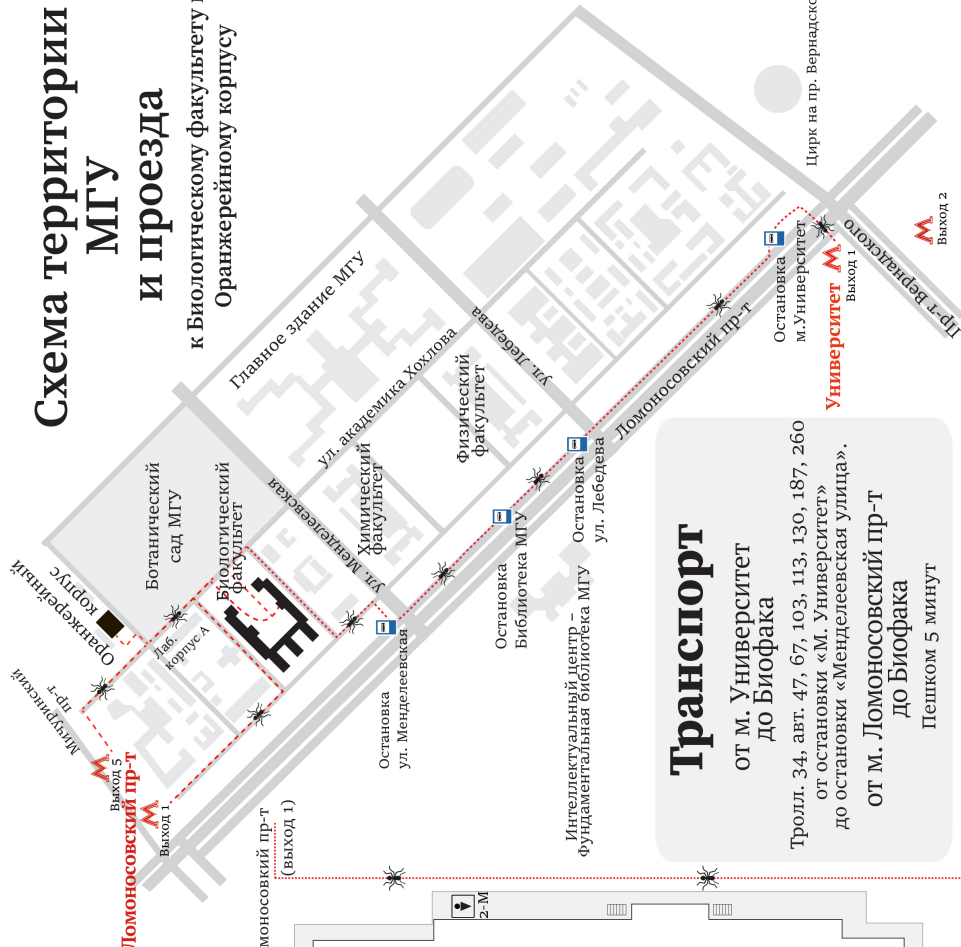 Схема территории
МГУ
и проезда
к Биологическому факультету
Оранжерейному корпусу
Цирк на пр. Вернадско
Выход 2
Пр-т Вернадского
Университет
Выход 1
Остановка
м.Университет
Главное здание МГУ
ул. академика Хохлова
ул. Лебедева
Физический
факультет
Ломоносовский пр-т
Химический
факультет
ул. Менделеевская
Ботанический
сад МГУ
Биологический
факультет
Оранжерейный
корпус
Лаб.
корпус А
Мичуринский
пр-т
Выход 5
Ломоносовский пр-т
Выход 1
Остановка
ул. Лебедева
Остановка
Библиотека МГУ
Остановка
ул. Менделеевская
Интеллектуальный центр –
фундаментальная библиотека МГУ
Транспорт
от м. Университет
до Биофака
Тролл. 34, авт. 47, 67, 103, 113, 130, 187, 260
от остановки «М. Университет»
до остановки «Менделеевская улица».
от м. Ломоносовский пр-т
до Биофака
Пешком 5 минут
моносовкий пр-т
(выход 1)
2-М